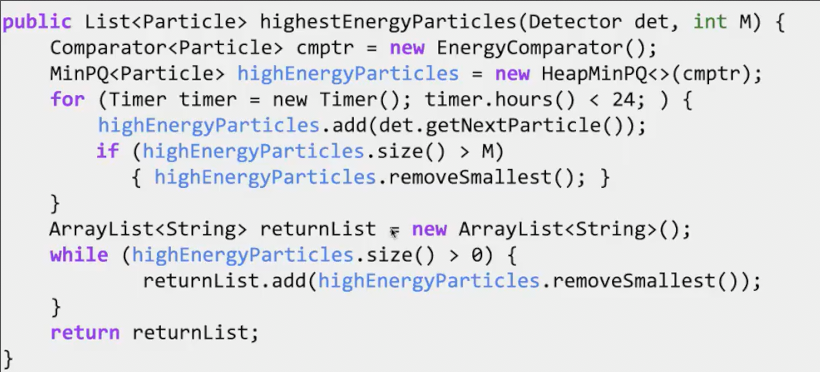 public List<Particle> highestEnergyParticles(Detector det, int M) {
    Comparator<Particle> cmptr = new EnergyComparator();
    MinPQ<Particle> highEnergyParticles = new HeapMinPQ<>(cmptr);
    for (Timer timer = new Timer(); timer.hours() < 24; ) {
        highEnergyParticles.add(det.getNextParticle());
        if (highEnergyParticles.size() > M)
           { highEnergyParticles.removeSmallest(); }
    }
    ArrayList<String> returnList = new ArrayList<String>();
    while (highEnergyParticles.size() > 0) {
            returnList.add(highEnergyParticles.removeSmallest());
    }
    return returnList;
}